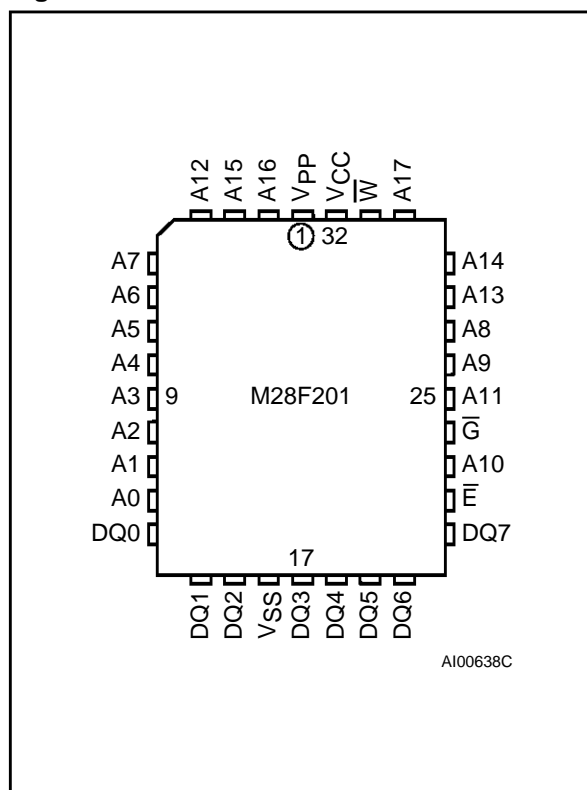 A12 A15 A16 VPP VCC W̅ A17
1 32
A7 A14
A6 A13
A5 A8
A4 A9
A3 9 M28F201 25 A11
A2 G̅
A1 A10
A0 E̅
DQ0 DQ7
17
DQ1 DQ2 VSS DQ3 DQ4 DQ5 DQ6
AI00638C